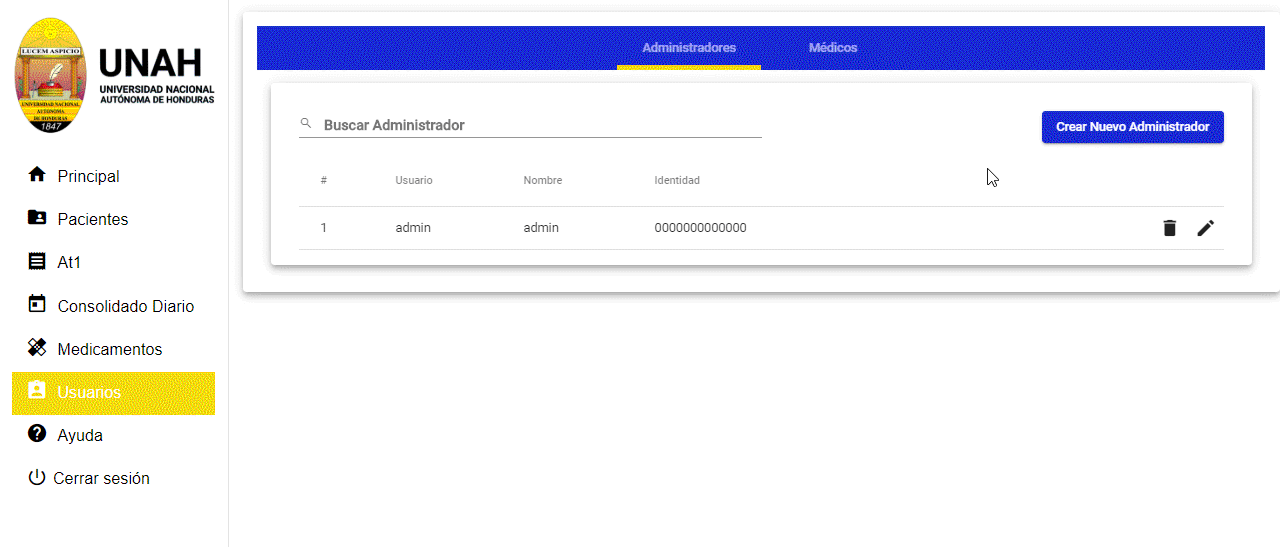 LUCEM ASPICIO
UNIVERSIDAD NACIONAL
AUTONOMA
DE HONDURAS
1847
UNAH
UNIVERSIDAD NACIONAL
AUTÓNOMA DE HONDURAS
Principal
Pacientes
At1
Consolidado Diario
Medicamentos
Usuarios
Ayuda
Cerrar sesión
Administradores Médicos
Buscar Administrador Crear Nuevo Administrador
# Usuario Nombre Identidad
1 admin admin 0000000000000